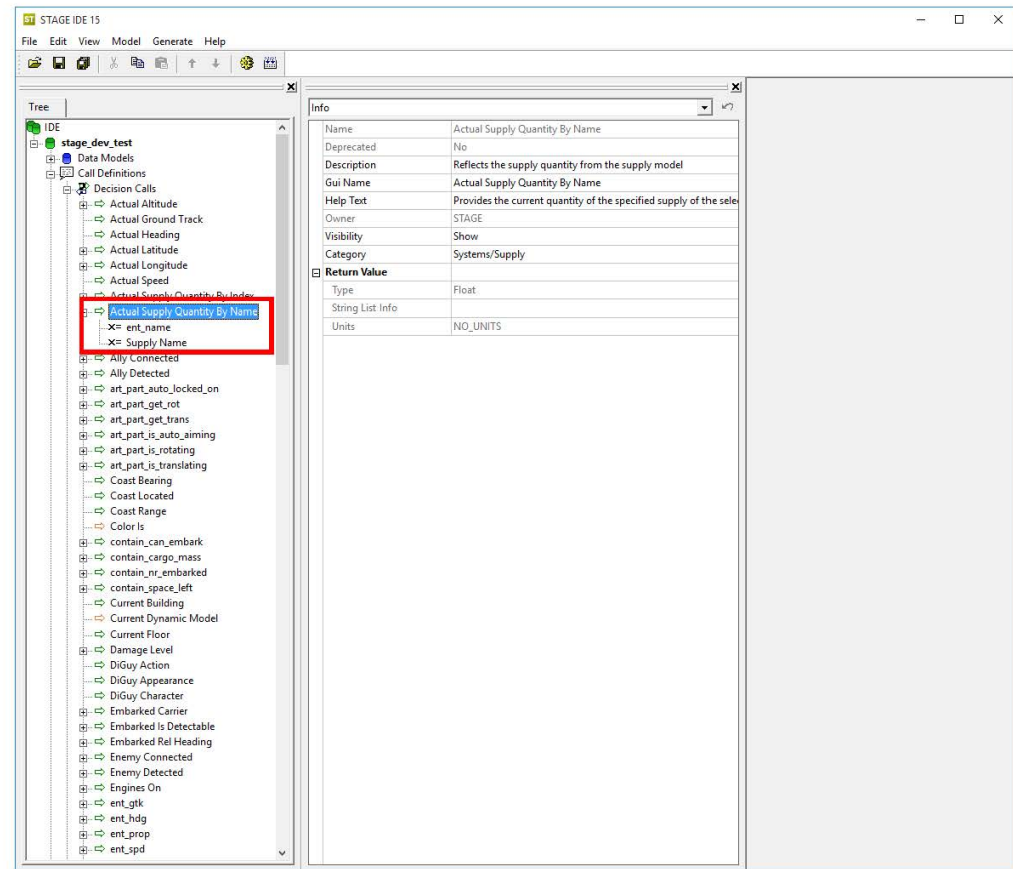 STAGE IDE 15
File Edit View Model Generate Help
Tree
IDE
stage_dev_test
Data Models
Call Definitions
Decision Calls
Actual Altitude
Actual Ground Track
Actual Heading
Actual Latitude
Actual Longitude
Actual Speed
Actual Supply Quantity By Index
Actual Supply Quantity By Name
ent_name
Supply Name
Ally Connected
Ally Detected
art_part_auto_locked_on
art_part_get_rot
art_part_get_trans
art_part_is_auto_aiming
art_part_is_rotating
art_part_is_translating
Coast Bearing
Coast Located
Coast Range
Color Is
contain_can_embark
contain_cargo_mass
contain_nr_embarked
contain_space_left
Current Building
Current Dynamic Model
Current Floor
Damage Level
DiGuy Action
DiGuy Appearance
DiGuy Character
Embarked Carrier
Embarked Is Detectable
Embarked Rel Heading
Enemy Connected
Enemy Detected
Engines On
ent_gtk
ent_hdg
ent_prop
ent_spd
Info
Name Actual Supply Quantity By Name
Deprecated No
Description Reflects the supply quantity from the supply model
Gui Name Actual Supply Quantity By Name
Help Text Provides the current quantity of the specified supply of the sele
Owner STAGE
Visibility Show
Category Systems/Supply
Return Value
Type Float
String List Info
Units NO_UNITS